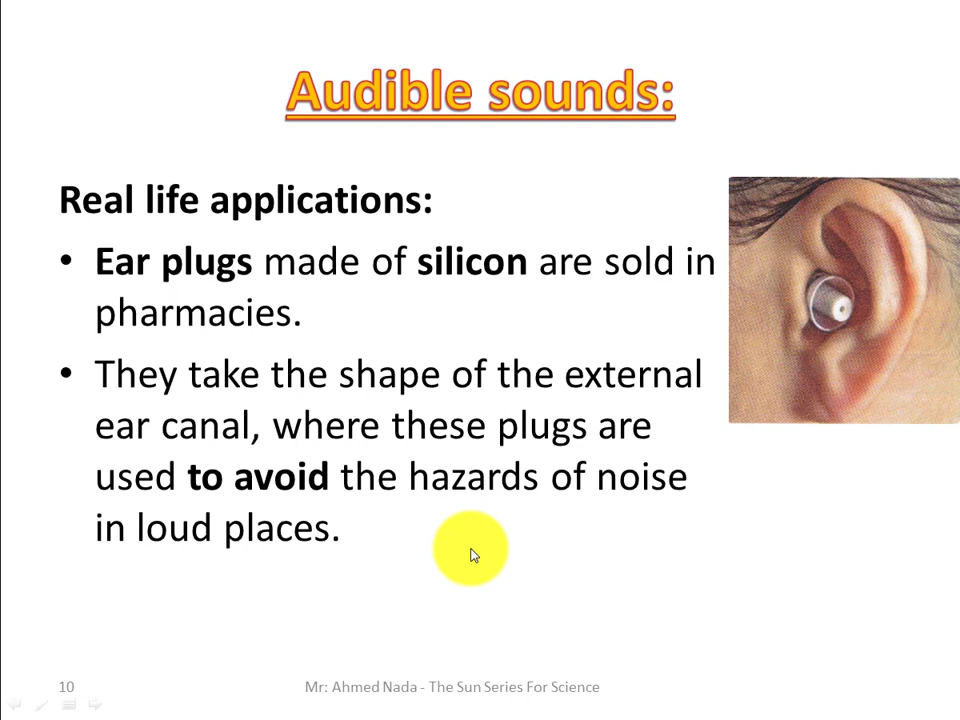 Audible sounds:
Real life applications:
• Ear plugs made of silicon are sold in
pharmacies.
• They take the shape of the external
ear canal, where these plugs are
used to avoid the hazards of noise
in loud places.
10
Mr: Ahmed Nada - The Sun Series For Science